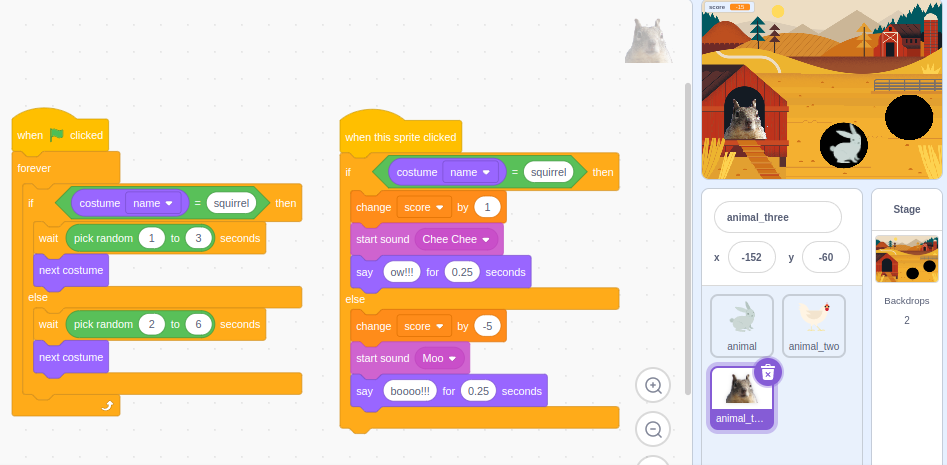 when clicked
forever
if costume name = squirrel then
wait pick random 1 to 3 seconds
next costume
else
wait pick random 2 to 6 seconds
next costume
when this sprite clicked
if costume name = squirrel then
change score by 1
start sound Chee Chee
say ow!!! for 0.25 seconds
else
change score by -5
start sound Moo
say boooo!!! for 0.25 seconds
score -15
animal_three
x -152 y -60
animal
animal_two
animal_t...
Stage
Backdrops
2